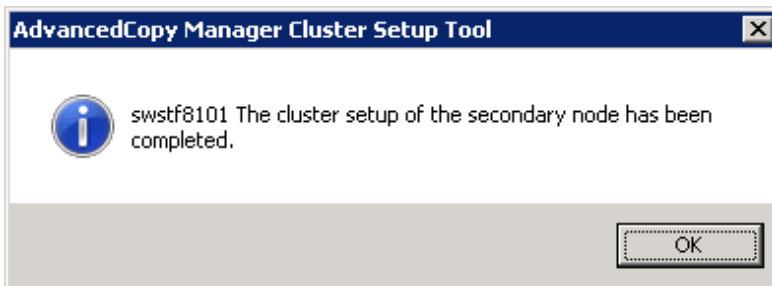 AdvancedCopy Manager Cluster Setup Tool
swstf8101 The cluster setup of the secondary node has been
completed.
OK